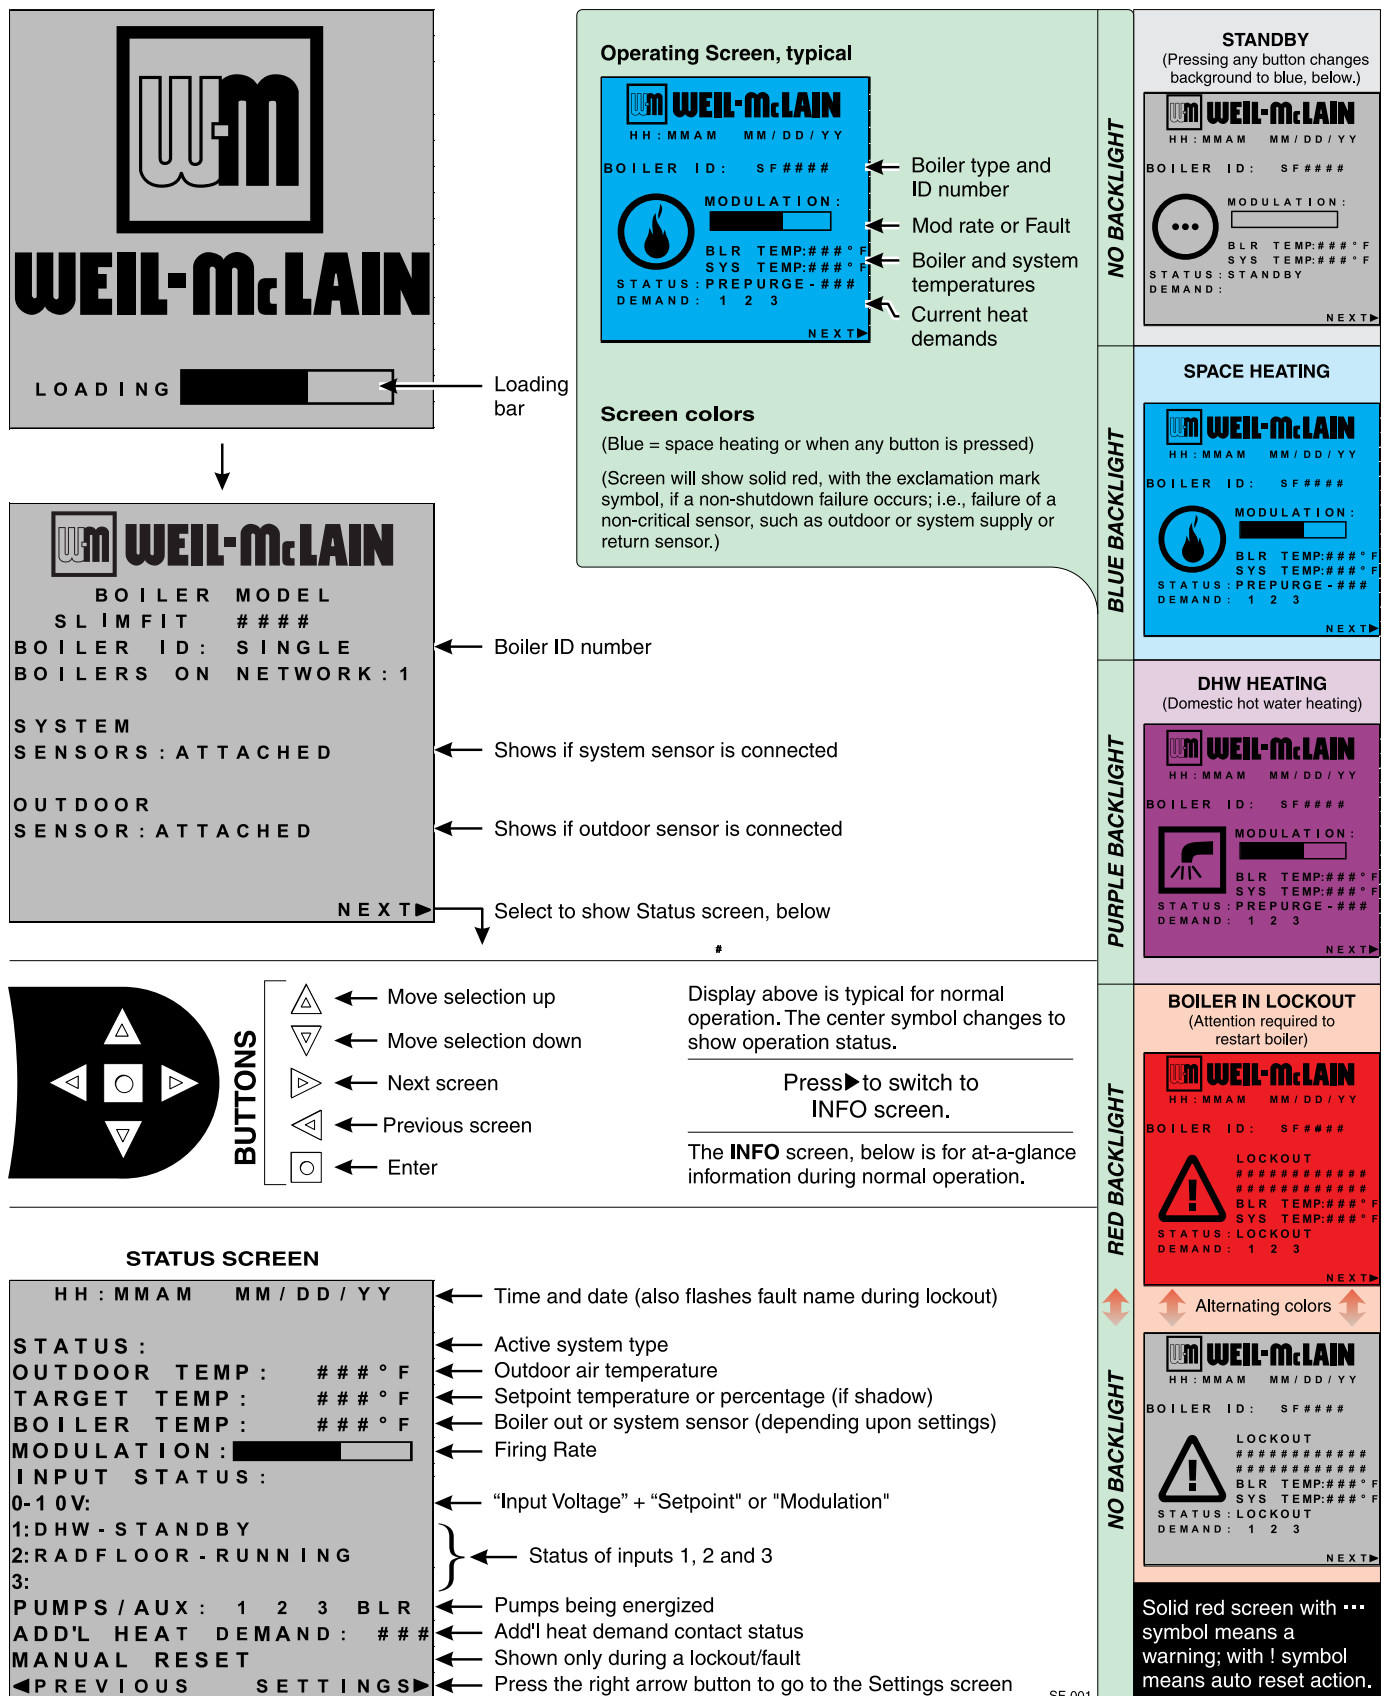 WM
WEIL-McLAIN
LOADING
Loading
bar
WM WEIL-McLAIN
BOILER MODEL
SLIMFIT ####
BOILER ID: SINGLE
BOILERS ON NETWORK:1
SYSTEM
SENSORS:ATTACHED
OUTDOOR
SENSOR:ATTACHED
NEXT▶
Boiler ID number
Shows if system sensor is connected
Shows if outdoor sensor is connected
Select to show Status screen, below
#
Operating Screen, typical
WM WEIL-McLAIN
HH:MMAM MM/DD/YY
BOILER ID: SF####
MODULATION:
BLR TEMP:###°F
SYS TEMP:###°F
STATUS:PREPURGE-###
DEMAND: 1 2 3
NEXT▶
Boiler type and
ID number
Mod rate or Fault
Boiler and system
temperatures
Current heat
demands
Screen colors
(Blue = space heating or when any button is pressed)
(Screen will show solid red, with the exclamation mark
symbol, if a non-shutdown failure occurs; i.e., failure of a
non-critical sensor, such as outdoor or system supply or
return sensor.)
BUTTONS
Move selection up
Move selection down
Next screen
Previous screen
Enter
Display above is typical for normal
operation. The center symbol changes to
show operation status.
Press▶to switch to
INFO screen.
The INFO screen, below is for at-a-glance
information during normal operation.
STATUS SCREEN
HH:MMAM MM/DD/YY
STATUS:
OUTDOOR TEMP: ###°F
TARGET TEMP: ###°F
BOILER TEMP: ###°F
MODULATION:
INPUT STATUS:
0-10V:
1:DHW-STANDBY
2:RADFLOOR-RUNNING
3:
PUMPS/AUX: 1 2 3 BLR
ADD'L HEAT DEMAND: ###
MANUAL RESET
◀PREVIOUS SETTINGS▶
Time and date (also flashes fault name during lockout)
Active system type
Outdoor air temperature
Setpoint temperature or percentage (if shadow)
Boiler out or system sensor (depending upon settings)
Firing Rate
“Input Voltage” + “Setpoint" or "Modulation"
Status of inputs 1, 2 and 3
Pumps being energized
Add'l heat demand contact status
Shown only during a lockout/fault
Press the right arrow button to go to the Settings screen
SF-001
NO BACKLIGHT
STANDBY
(Pressing any button changes
background to blue, below.)
WM WEIL-McLAIN
HH:MMAM MM/DD/YY
BOILER ID: SF####
MODULATION:
BLR TEMP:###°F
SYS TEMP:###°F
STATUS:STANDBY
DEMAND:
NEXT▶
BLUE BACKLIGHT
SPACE HEATING
WM WEIL-McLAIN
HH:MMAM MM/DD/YY
BOILER ID: SF####
MODULATION:
BLR TEMP:###°F
SYS TEMP:###°F
STATUS:PREPURGE-###
DEMAND: 1 2 3
NEXT▶
PURPLE BACKLIGHT
DHW HEATING
(Domestic hot water heating)
WM WEIL-McLAIN
HH:MMAM MM/DD/YY
BOILER ID: SF####
MODULATION:
BLR TEMP:###°F
SYS TEMP:###°F
STATUS:PREPURGE-###
DEMAND: 1 2 3
NEXT▶
RED BACKLIGHT
BOILER IN LOCKOUT
(Attention required to
restart boiler)
WM WEIL-McLAIN
HH:MMAM MM/DD/YY
BOILER ID: SF####
LOCKOUT
############
############
BLR TEMP:###°F
SYS TEMP:###°F
STATUS:LOCKOUT
DEMAND: 1 2 3
NEXT▶
Alternating colors
NO BACKLIGHT
WM WEIL-McLAIN
HH:MMAM MM/DD/YY
BOILER ID: SF####
LOCKOUT
############
############
BLR TEMP:###°F
SYS TEMP:###°F
STATUS:LOCKOUT
DEMAND: 1 2 3
NEXT▶
Solid red screen with ···
symbol means a
warning; with ! symbol
means auto reset action.